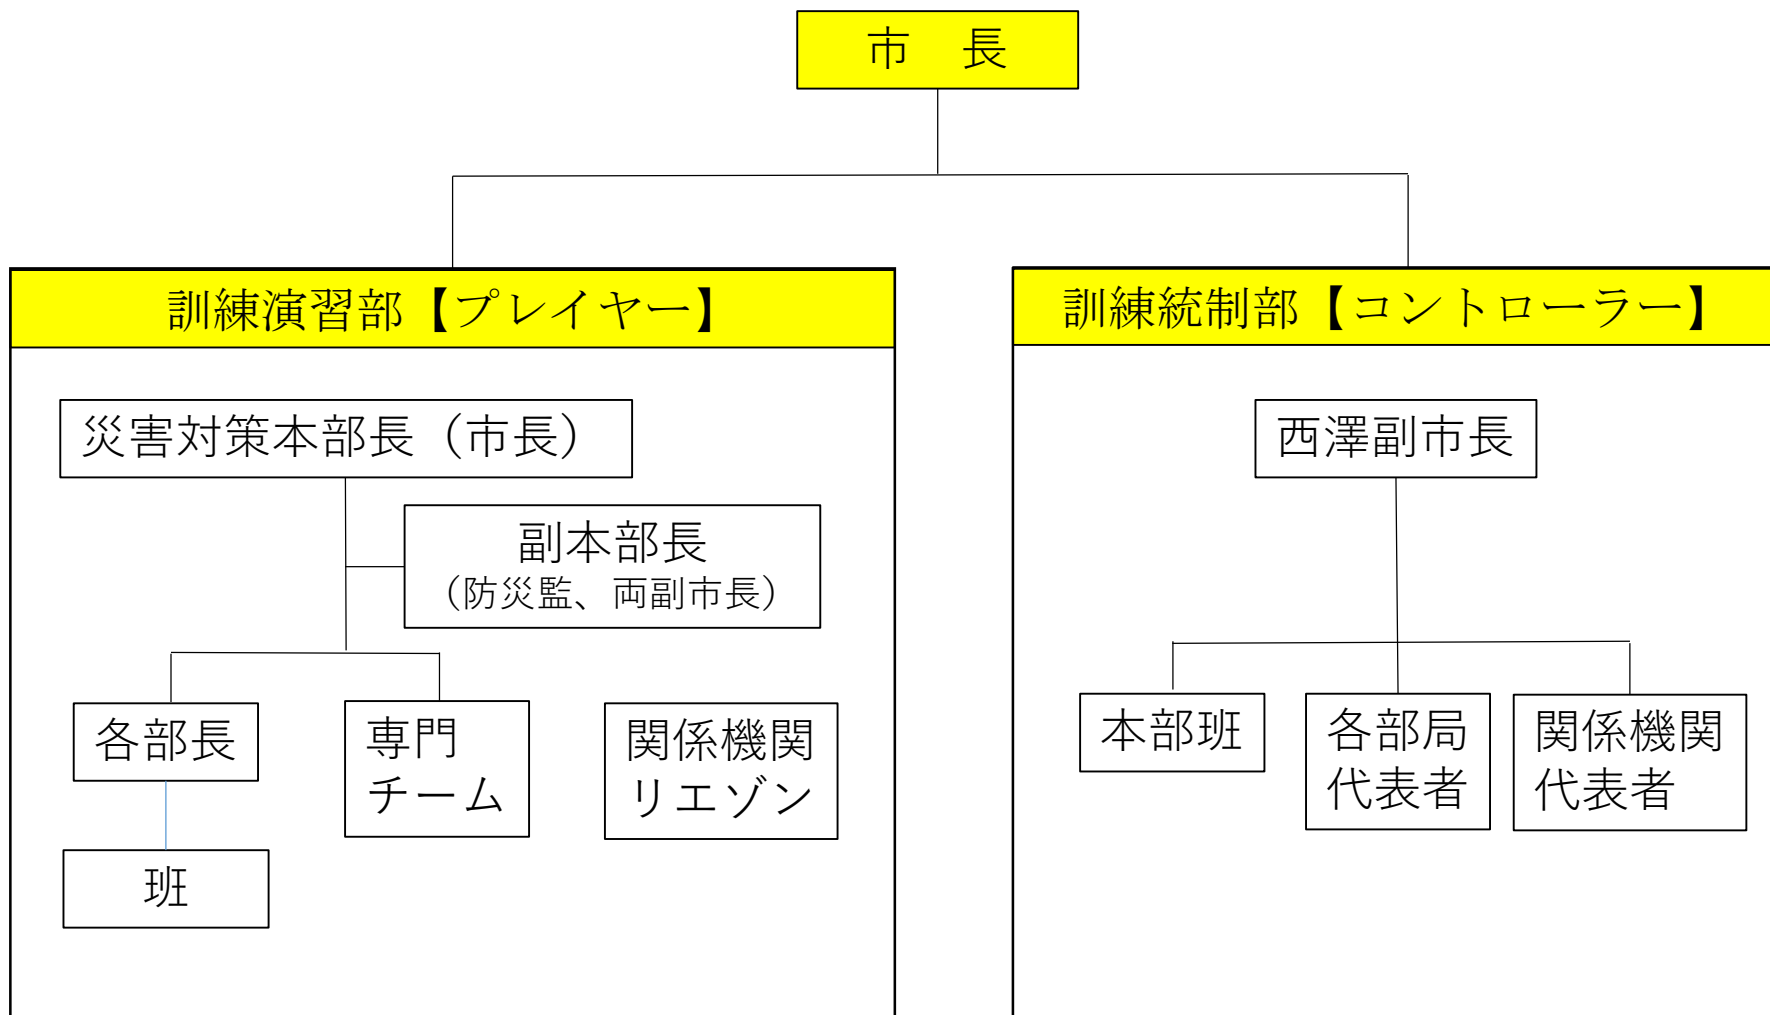 市　長
訓練演習部【プレイヤー】
災害対策本部長（市長）
副本部長
（防災監、両副市長）
各部長
専門
チーム
関係機関
リエゾン
班
訓練統制部【コントローラー】
西澤副市長
本部班
各部局
代表者
関係機関
代表者